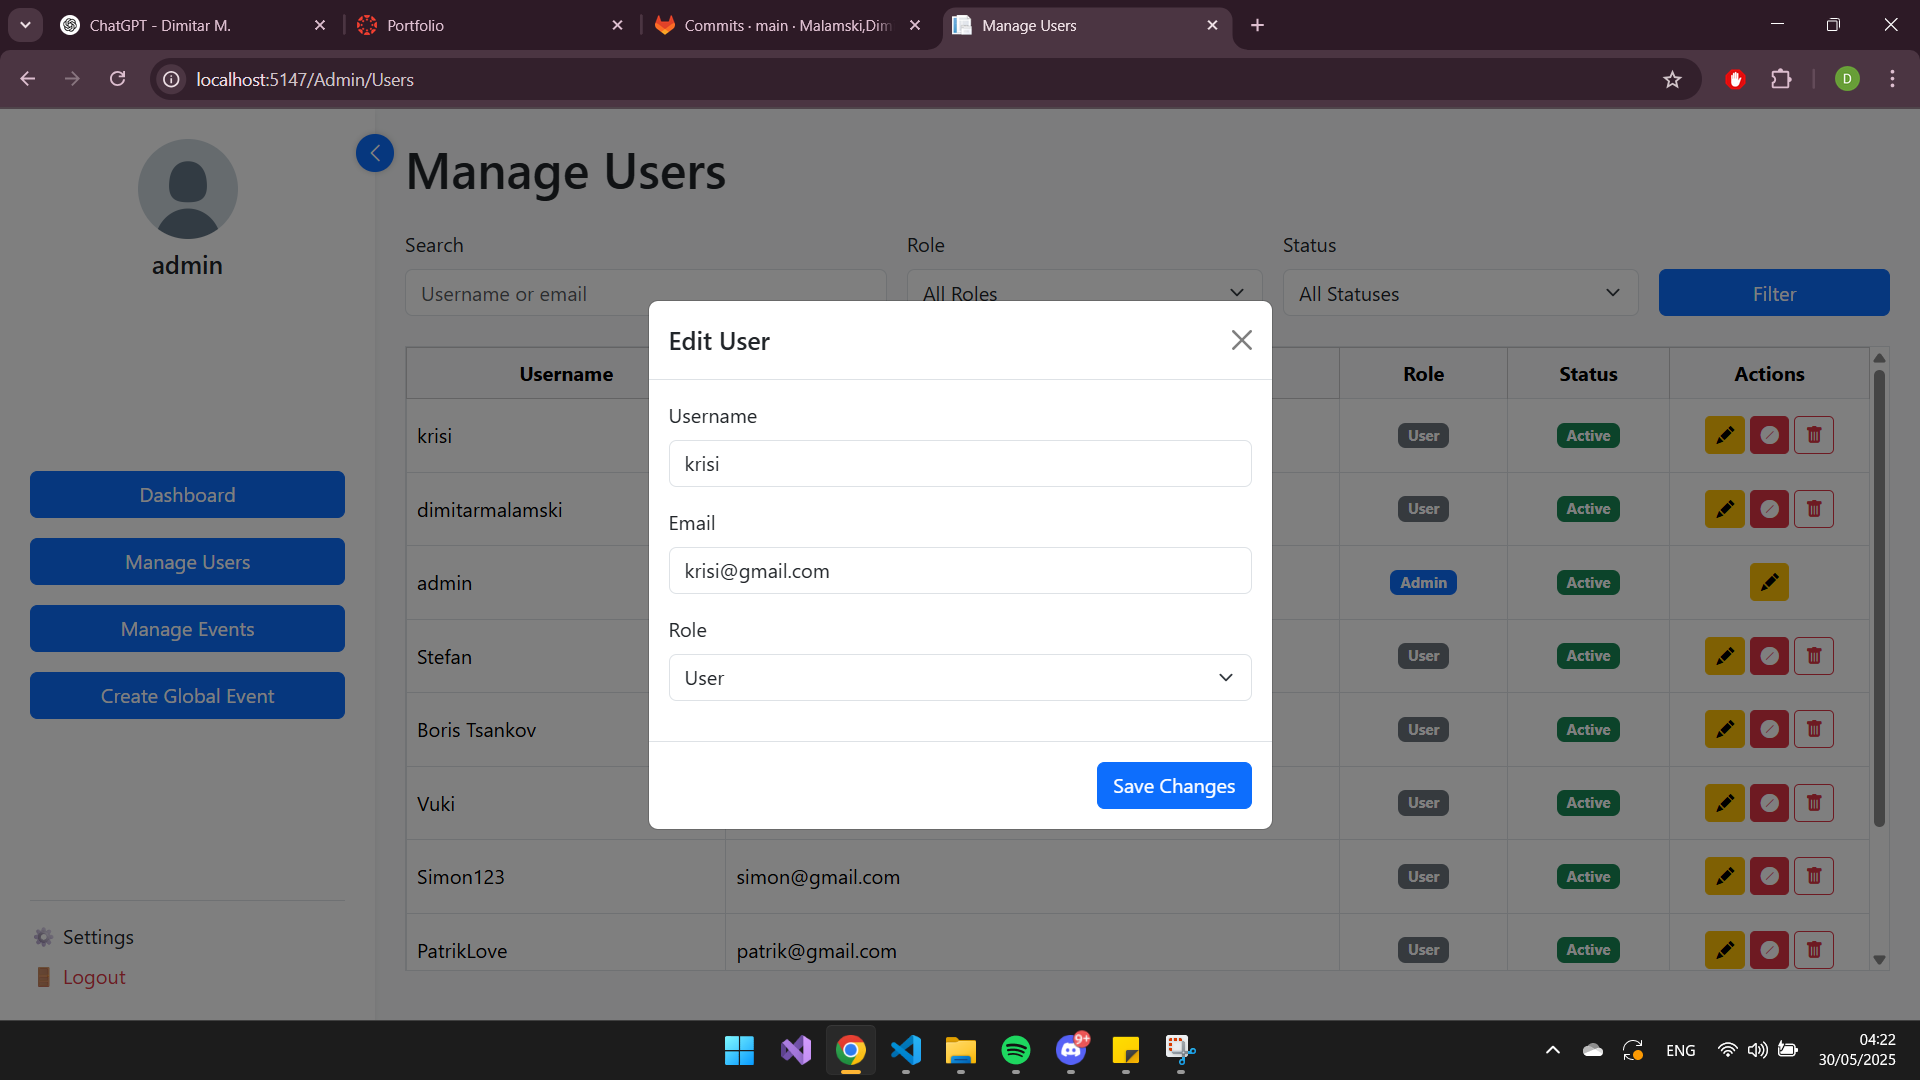 ChatGPT - Dimitar M.
Portfolio
Commits · main · Malamski,Dim
Manage Users
localhost:5147/Admin/Users
D
admin
Dashboard
Manage Users
Manage Events
Create Global Event
Settings
Logout
Manage Users
Search
Role
Status
Username or email
All Roles
All Statuses
Filter
Username
Role
Status
Actions
krisi
User
Active
dimitarmalamski
User
Active
admin
Admin
Active
Stefan
User
Active
Boris Tsankov
User
Active
Vuki
User
Active
Simon123
simon@gmail.com
User
Active
PatrikLove
patrik@gmail.com
User
Active
Edit User
Username
krisi
Email
krisi@gmail.com
Role
User
Save Changes
9+
ENG
04:22
30/05/2025